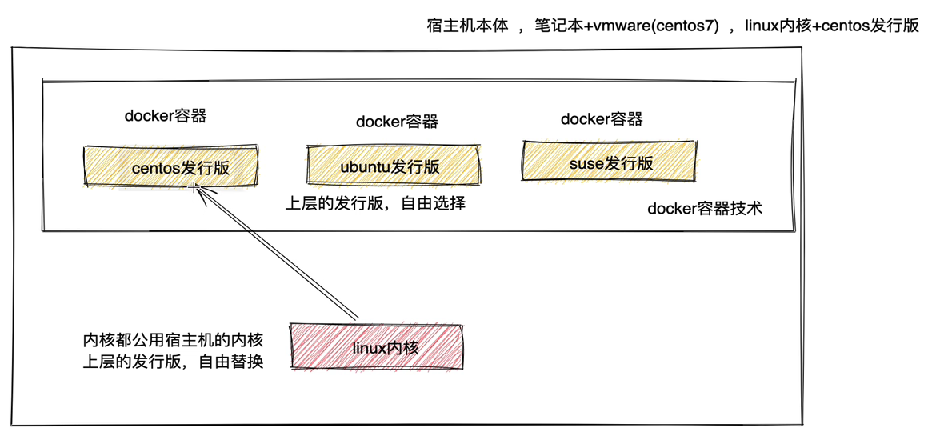 宿主机本体 ，笔记本+vmware(centos7) ，linux内核+centos发行版
docker容器
docker容器
docker容器
centos发行版
ubuntu发行版
suse发行版
上层的发行版，自由选择
docker容器技术
内核都公用宿主机的内核
上层的发行版，自由替换
linux内核